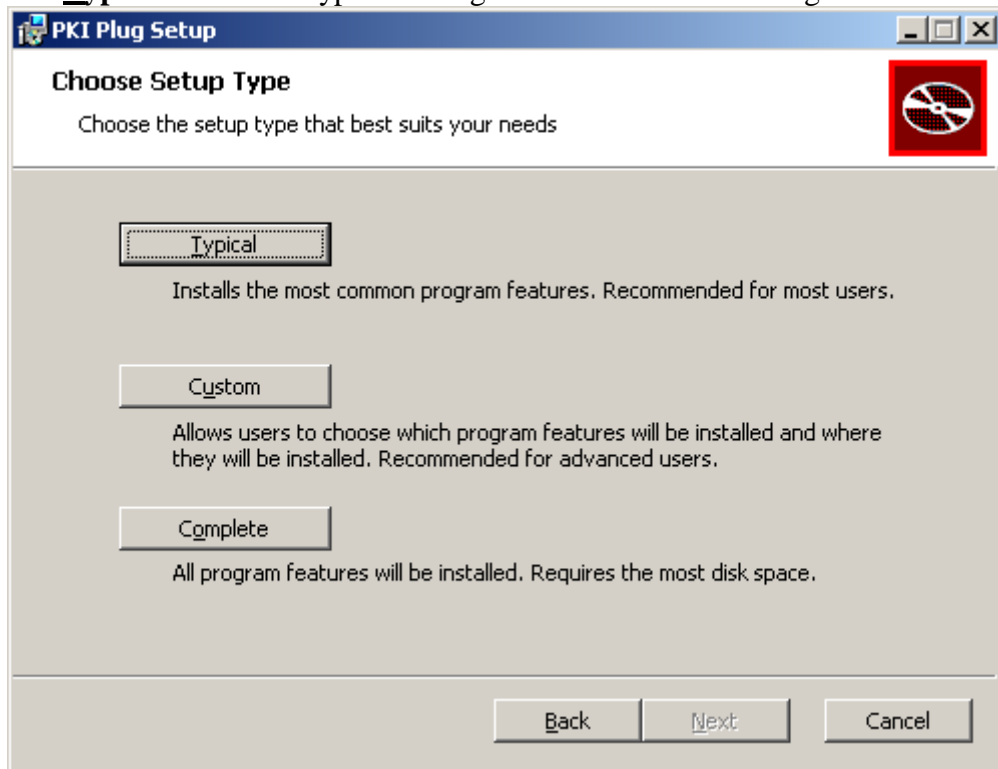 PKI Plug Setup
Choose Setup Type
Choose the setup type that best suits your needs
Typical
Installs the most common program features. Recommended for most users.
Custom
Allows users to choose which program features will be installed and where
they will be installed. Recommended for advanced users.
Complete
All program features will be installed. Requires the most disk space.
Back Next Cancel